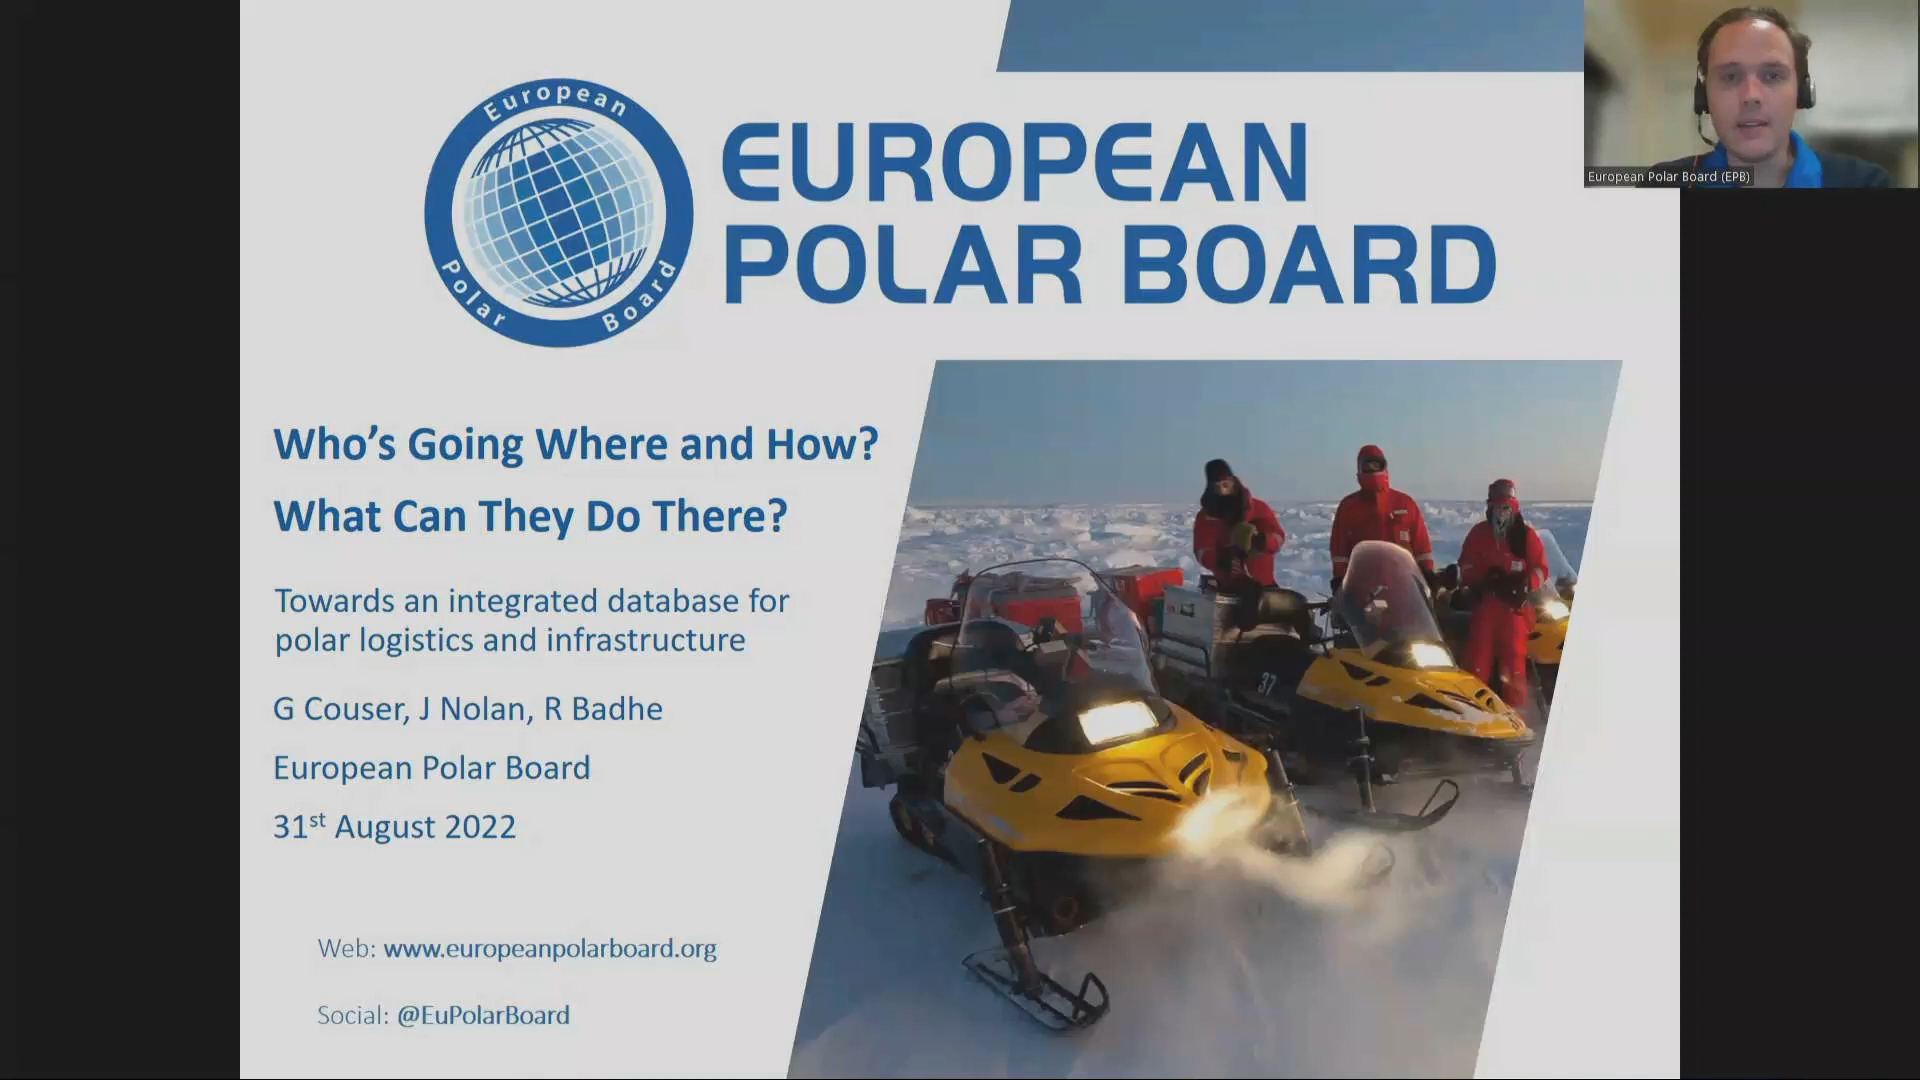 European
Polar Board
EUROPEAN
POLAR BOARD
European Polar Board (EPB)
Who's Going Where and How?
What Can They Do There?
Towards an integrated database for
polar logistics and infrastructure
G Couser, J Nolan, R Badhe
European Polar Board
31st August 2022
37
Web: www.europeanpolarboard.org
Social: @EuPolarBoard